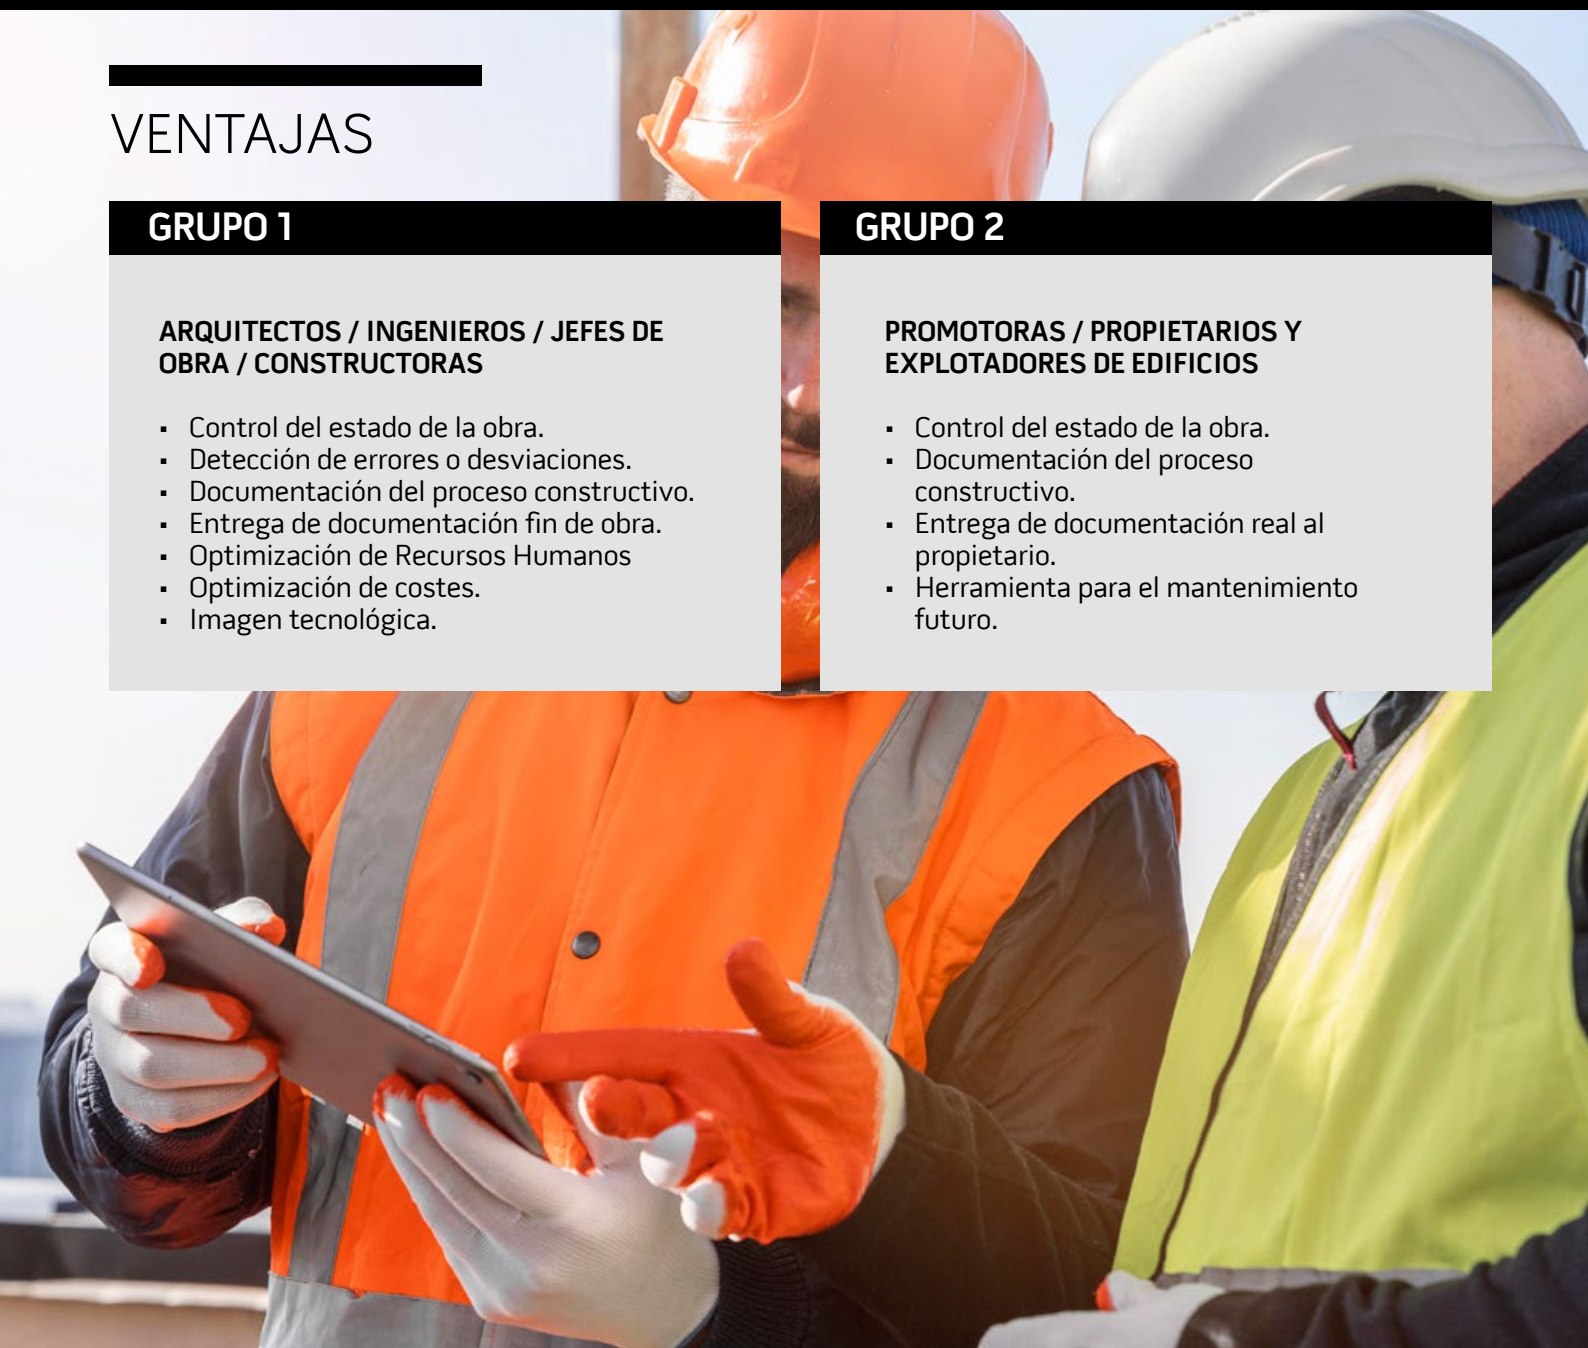 VENTAJAS
GRUPO 1
ARQUITECTOS / INGENIEROS / JEFES DE
OBRA / CONSTRUCTORAS
▪ Control del estado de la obra.
▪ Detección de errores o desviaciones.
▪ Documentación del proceso constructivo.
▪ Entrega de documentación fin de obra.
▪ Optimización de Recursos Humanos
▪ Optimización de costes.
▪ Imagen tecnológica.
GRUPO 2
PROMOTORAS / PROPIETARIOS Y
EXPLOTADORES DE EDIFICIOS
▪ Control del estado de la obra.
▪ Documentación del proceso
constructivo.
▪ Entrega de documentación real al
propietario.
▪ Herramienta para el mantenimiento
futuro.